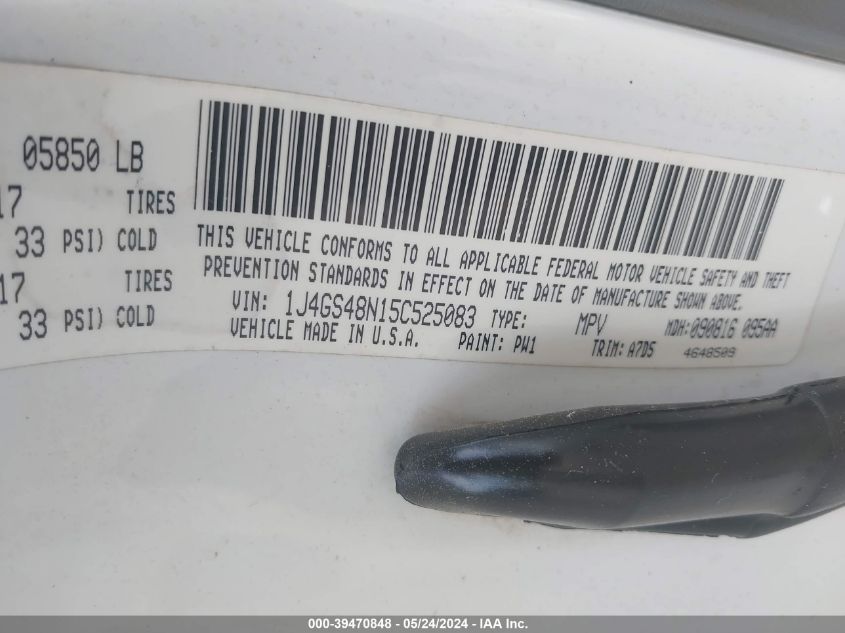 05850 LB
17 TIRES
33 PSI) COLD
17 TIRES
33 PSI) COLD
THIS VEHICLE CONFORMS TO ALL APPLICABLE FEDERAL MOTOR VEHICLE SAFETY AND THEFT
PREVENTION STANDARDS IN EFFECT ON THE DATE OF MANUFACTURE SHOWN ABOVE.
VIN: 1J4GS48N15C525083 TYPE: MPV MDH: 090816 095AA
VEHICLE MADE IN U.S.A. PAINT: PW1 TRIM: A7D5 4648509
000-39470848 - 05/24/2024 - IAA Inc.